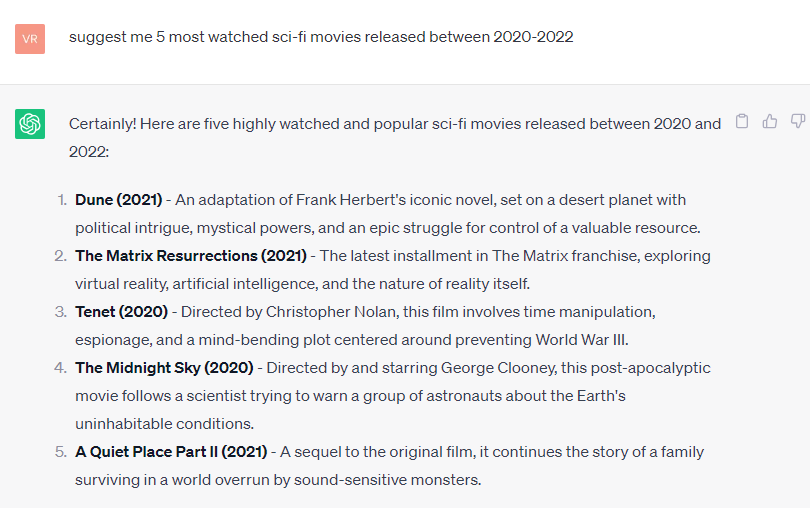 VR
suggest me 5 most watched sci-fi movies released between 2020-2022
Certainly! Here are five highly watched and popular sci-fi movies released between 2020 and
2022:
1. Dune (2021) - An adaptation of Frank Herbert's iconic novel, set on a desert planet with
political intrigue, mystical powers, and an epic struggle for control of a valuable resource.
2. The Matrix Resurrections (2021) - The latest installment in The Matrix franchise, exploring
virtual reality, artificial intelligence, and the nature of reality itself.
3. Tenet (2020) - Directed by Christopher Nolan, this film involves time manipulation,
espionage, and a mind-bending plot centered around preventing World War III.
4. The Midnight Sky (2020) - Directed by and starring George Clooney, this post-apocalyptic
movie follows a scientist trying to warn a group of astronauts about the Earth's
uninhabitable conditions.
5. A Quiet Place Part II (2021) - A sequel to the original film, it continues the story of a family
surviving in a world overrun by sound-sensitive monsters.